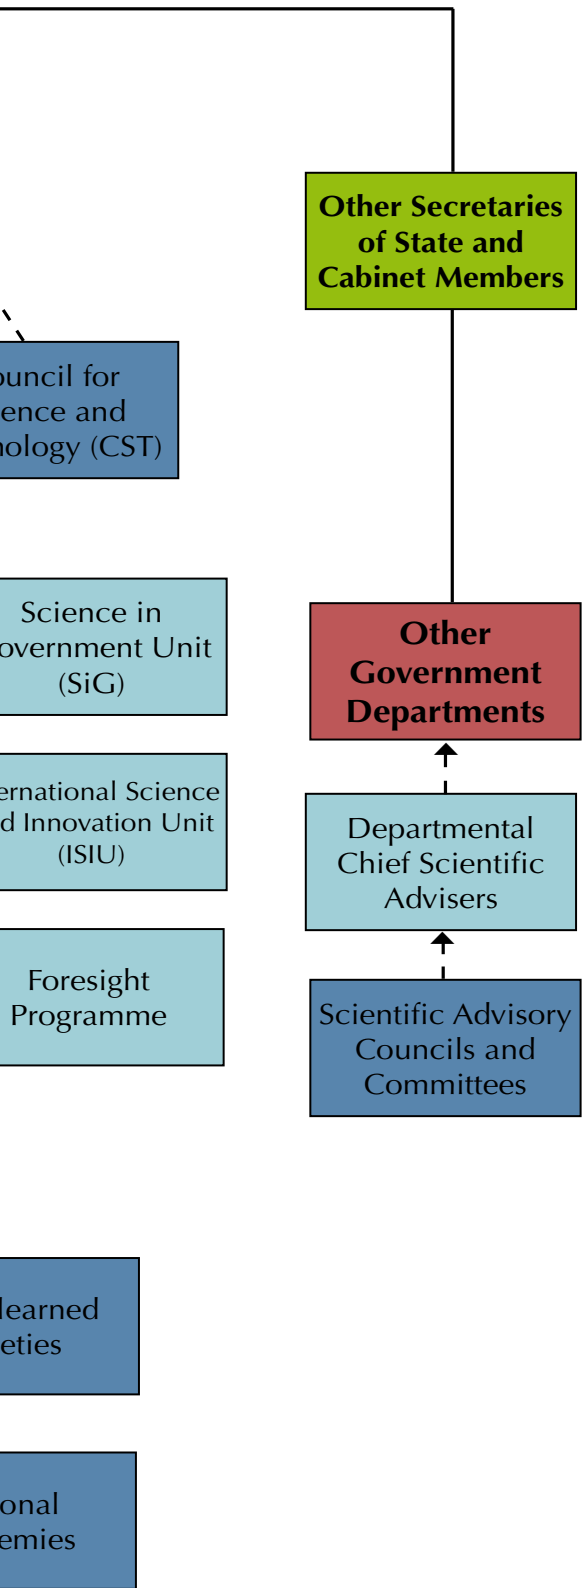 Other Secretaries
of State and
Cabinet Members
ouncil for
ence and
nology (CST)
Science in
overnment Unit
(SiG)
Other
Government
Departments
ernational Science
d Innovation Unit
(ISIU)
Departmental
Chief Scientific
Advisers
Foresight
Programme
Scientific Advisory
Councils and
Committees
learned
eties
onal
emies